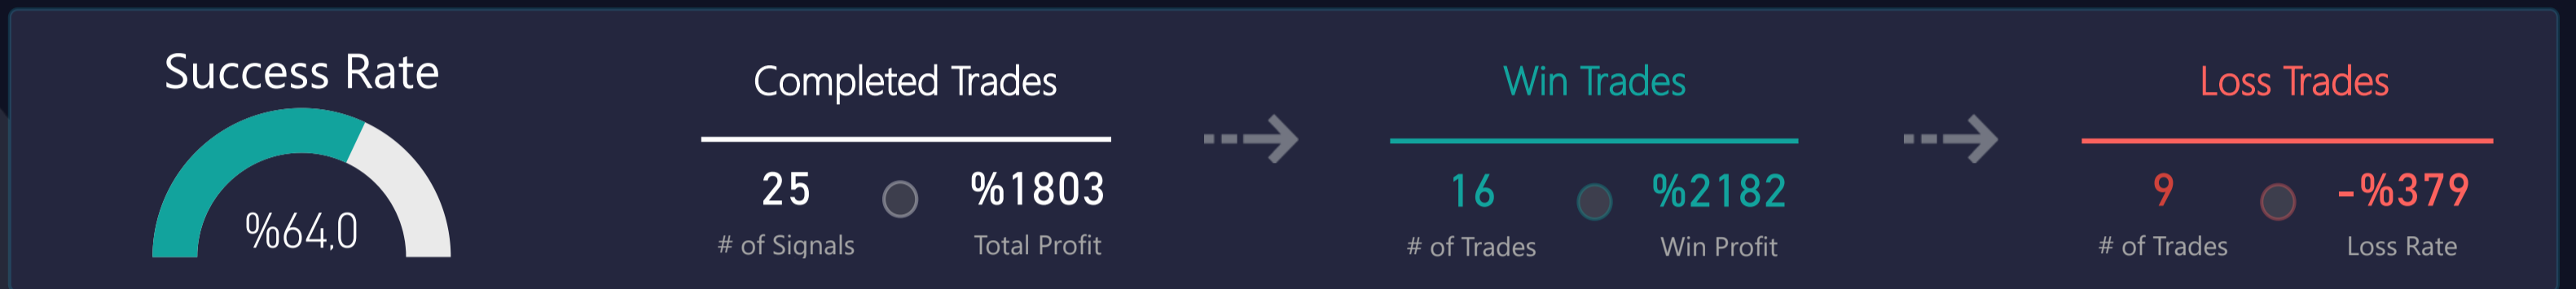 Success Rate
%64,0
Completed Trades
25
# of Signals
%1803
Total Profit
Win Trades
16
# of Trades
%2182
Win Profit
Loss Trades
9
# of Trades
-%379
Loss Rate